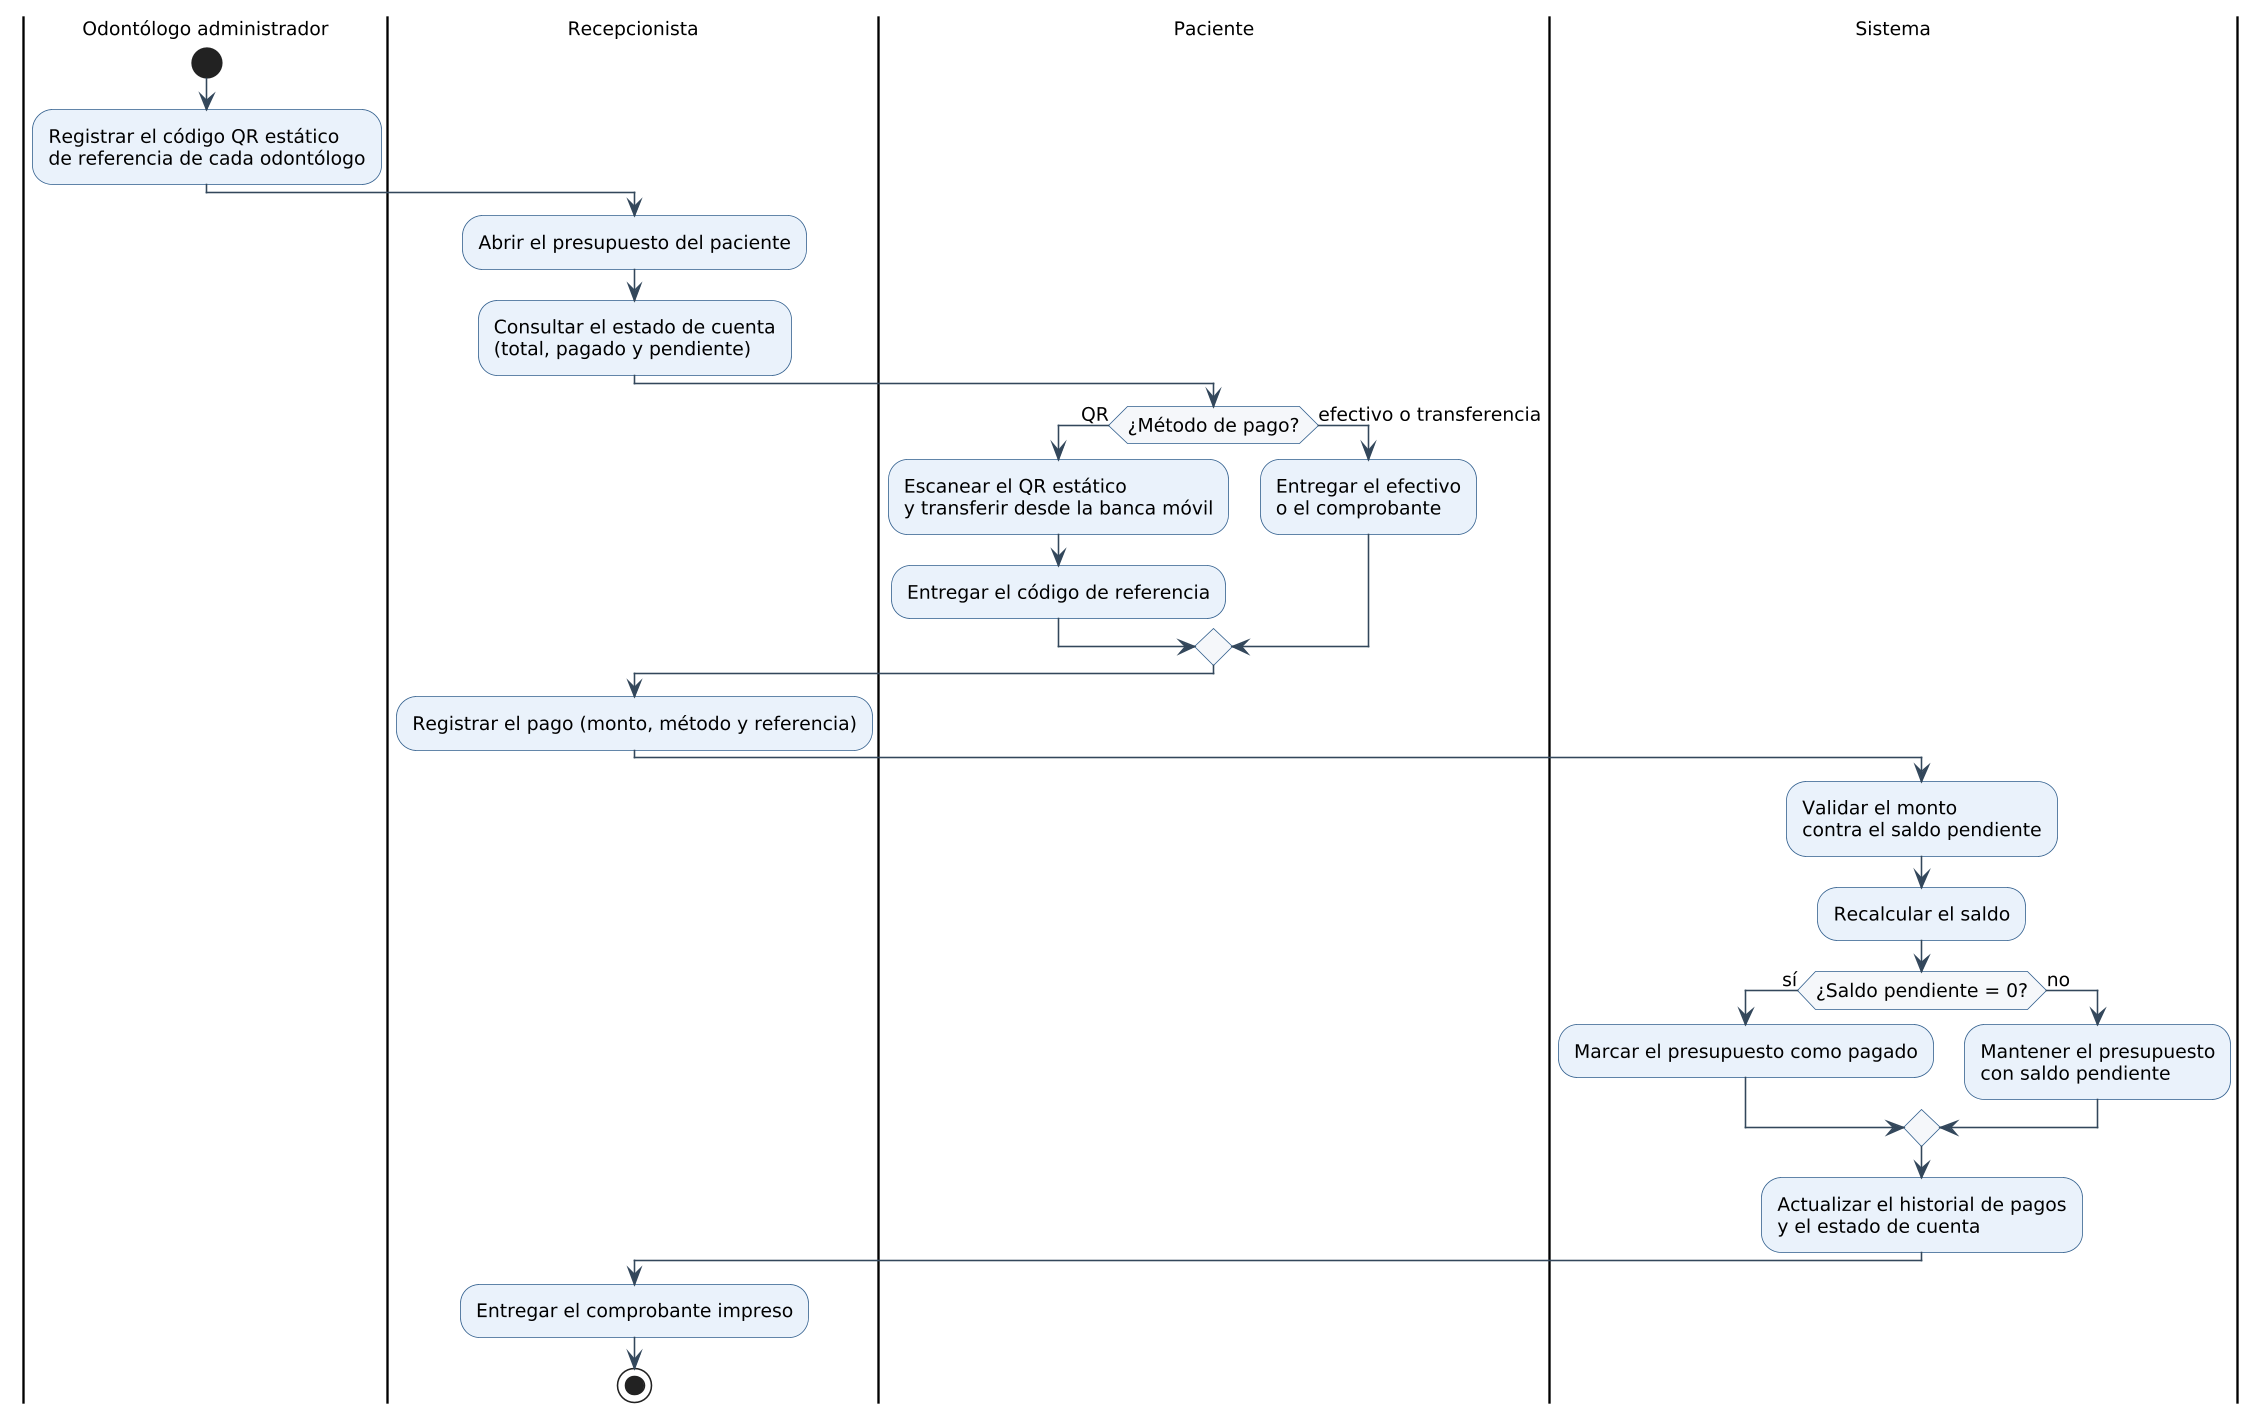 Odontólogo administrador
Recepcionista
Paciente
Sistema
Registrar el código QR estático
de referencia de cada odontólogo
Abrir el presupuesto del paciente
Consultar el estado de cuenta
(total, pagado y pendiente)
QR
¿Método de pago?
efectivo o transferencia
Escanear el QR estático
y transferir desde la banca móvil
Entregar el efectivo
o el comprobante
Entregar el código de referencia
Registrar el pago (monto, método y referencia)
Validar el monto
contra el saldo pendiente
Recalcular el saldo
sí
¿Saldo pendiente = 0?
no
Marcar el presupuesto como pagado
Mantener el presupuesto
con saldo pendiente
Actualizar el historial de pagos
y el estado de cuenta
Entregar el comprobante impreso